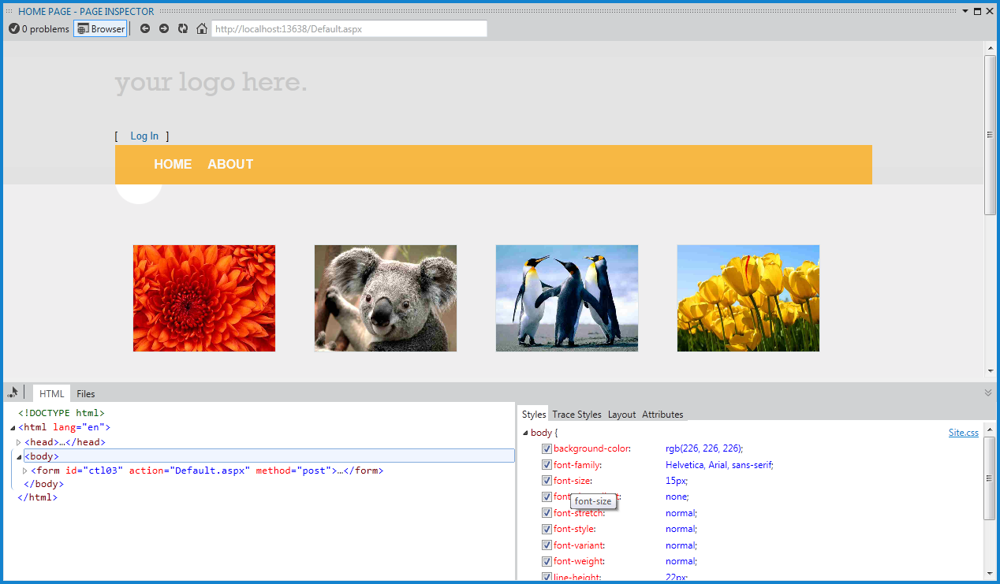 HOME PAGE - PAGE INSPECTOR
0 problems Browser http://localhost:13638/Default.aspx
your logo here.
[ Log In ]
HOME ABOUT
HTML Files
<!DOCTYPE html>
<html lang="en">
<head>…</head>
<body>
<form id="ctl03" action="Default.aspx" method="post">…</form>
</body>
</html>
Styles Trace Styles Layout Attributes
body { Site.css
background-color: rgb(226, 226, 226);
font-family: Helvetica, Arial, sans-serif;
font-size: 15px;
none;
font-size
font-stretch: normal;
font-style: normal;
font-variant: normal;
font-weight: normal;
line-height: 22px;